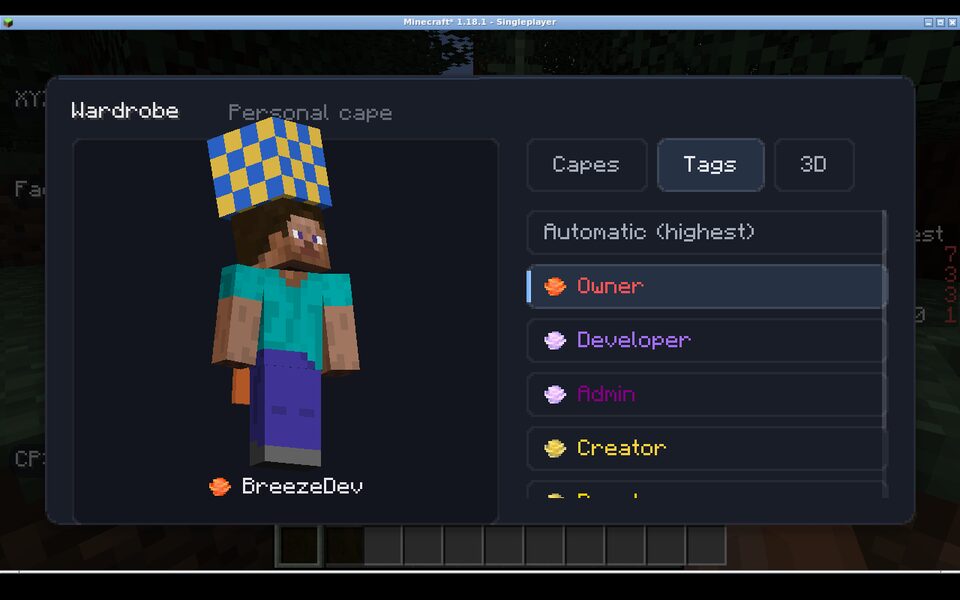 Minecraft* 1.18.1 - Singleplayer
Wardrobe
Personal cape
Capes
Tags
3D
Automatic (highest)
Owner
Developer
Admin
Creator
BreezeDev